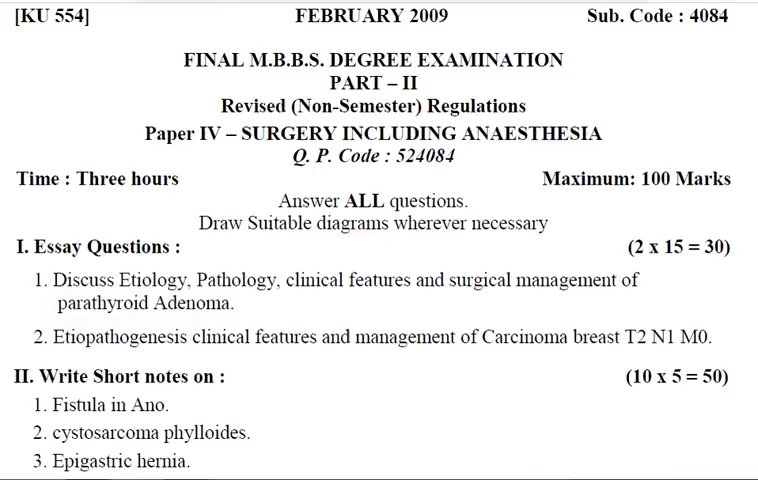 [KU 554] FEBRUARY 2009 Sub. Code : 4084
FINAL M.B.B.S. DEGREE EXAMINATION
PART – II
Revised (Non-Semester) Regulations
Paper IV – SURGERY INCLUDING ANAESTHESIA
Q. P. Code : 524084
Time : Three hours Maximum: 100 Marks
Answer ALL questions.
Draw Suitable diagrams wherever necessary
I. Essay Questions : (2 x 15 = 30)
1. Discuss Etiology, Pathology, clinical features and surgical management of
parathyroid Adenoma.
2. Etiopathogenesis clinical features and management of Carcinoma breast T2 N1 M0.
II. Write Short notes on : (10 x 5 = 50)
1. Fistula in Ano.
2. cystosarcoma phylloides.
3. Epigastric hernia.